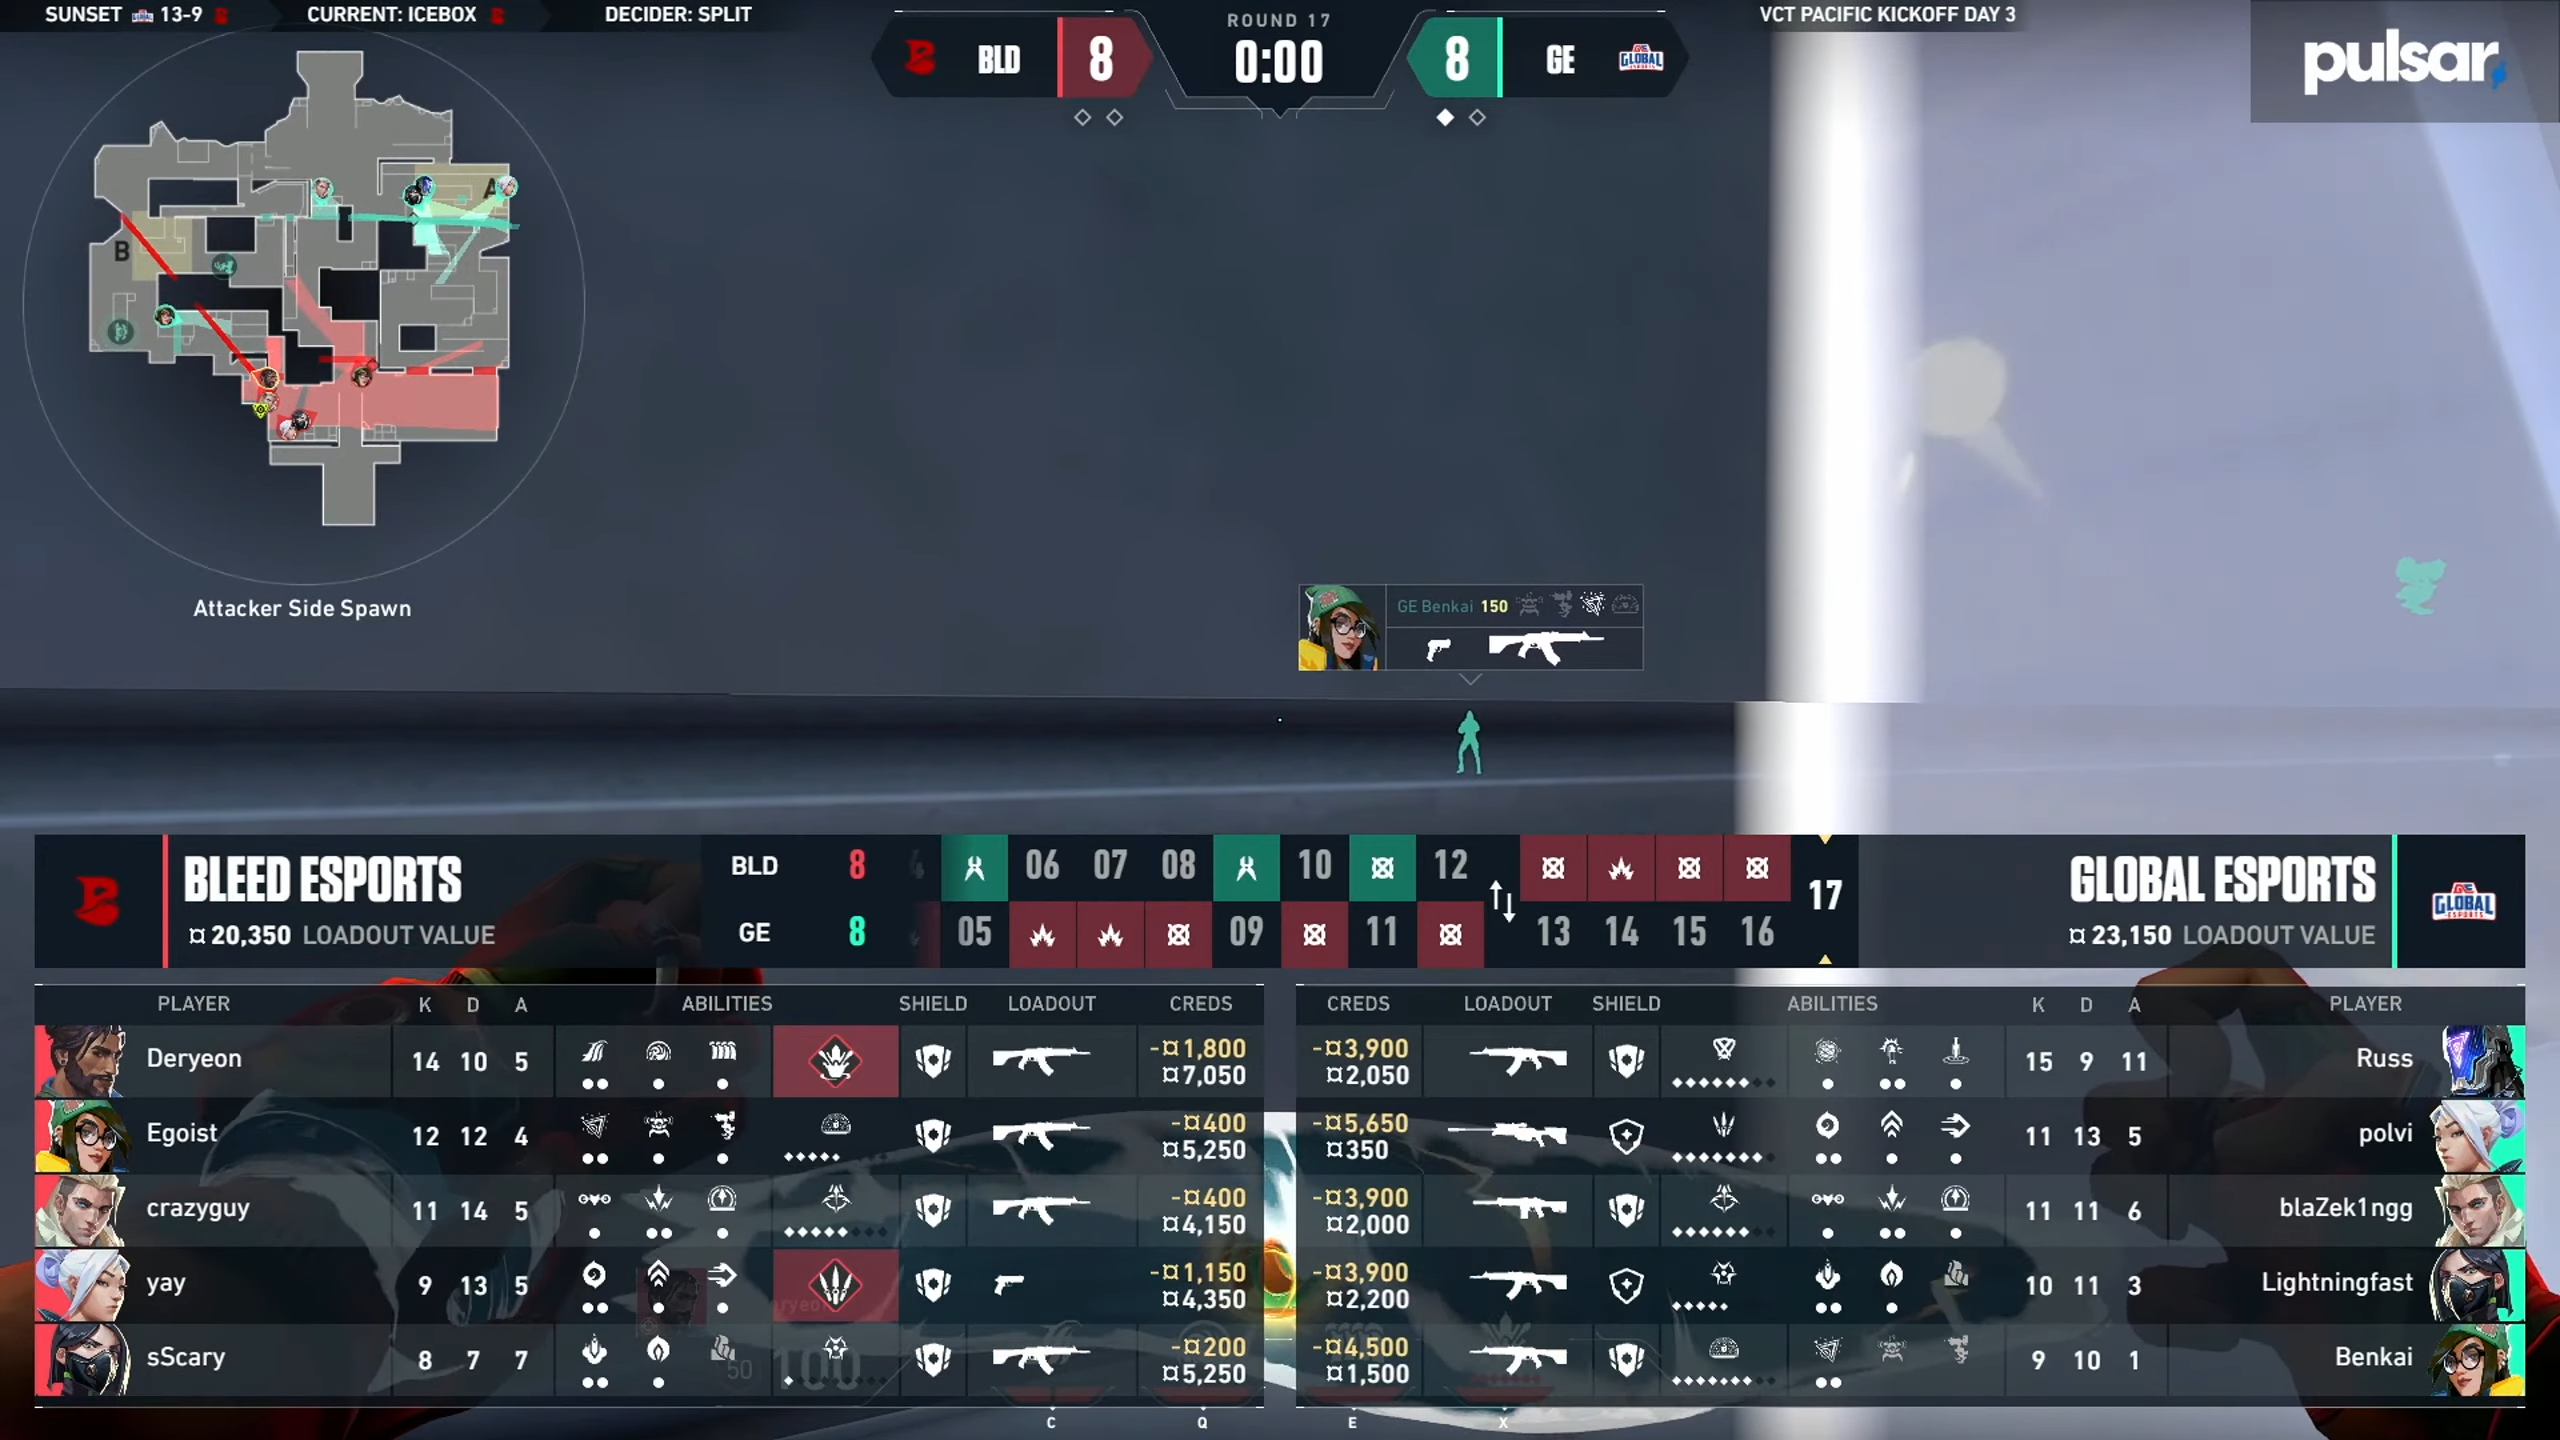 SUNSET GLOBAL 13-9 CURRENT: ICEBOX DECIDER: SPLIT
ROUND 17
VCT PACIFIC KICKOFF DAY 3
BLD 8 0:00 8 GE GLOBAL
pulsar
A
B
Attacker Side Spawn
GE Benkai 150
BLEED ESPORTS
¤ 20,350 LOADOUT VALUE
BLD 8 06 07 08 10 12
GE 8 05 09 11 13 14 15 16
17
GLOBAL ESPORTS
¤ 23,150 LOADOUT VALUE
GLOBAL
ESPORTS
PLAYER K D A ABILITIES SHIELD LOADOUT CREDS
Deryeon 14 10 5 -¤1,800
¤7,050
Egoist 12 12 4 -¤400
¤5,250
crazyguy 11 14 5 -¤400
¤4,150
yay 9 13 5 -¤1,150
¤4,350
sScary 8 7 7 -¤200
¤5,250
CREDS LOADOUT SHIELD ABILITIES K D A PLAYER
-¤3,900
¤2,050 15 9 11 Russ
-¤5,650
¤350 11 13 5 polvi
-¤3,900
¤2,000 11 11 6 blaZek1ngg
-¤3,900
¤2,200 10 11 3 Lightningfast
-¤4,500
¤1,500 9 10 1 Benkai
50 100
C Q E X